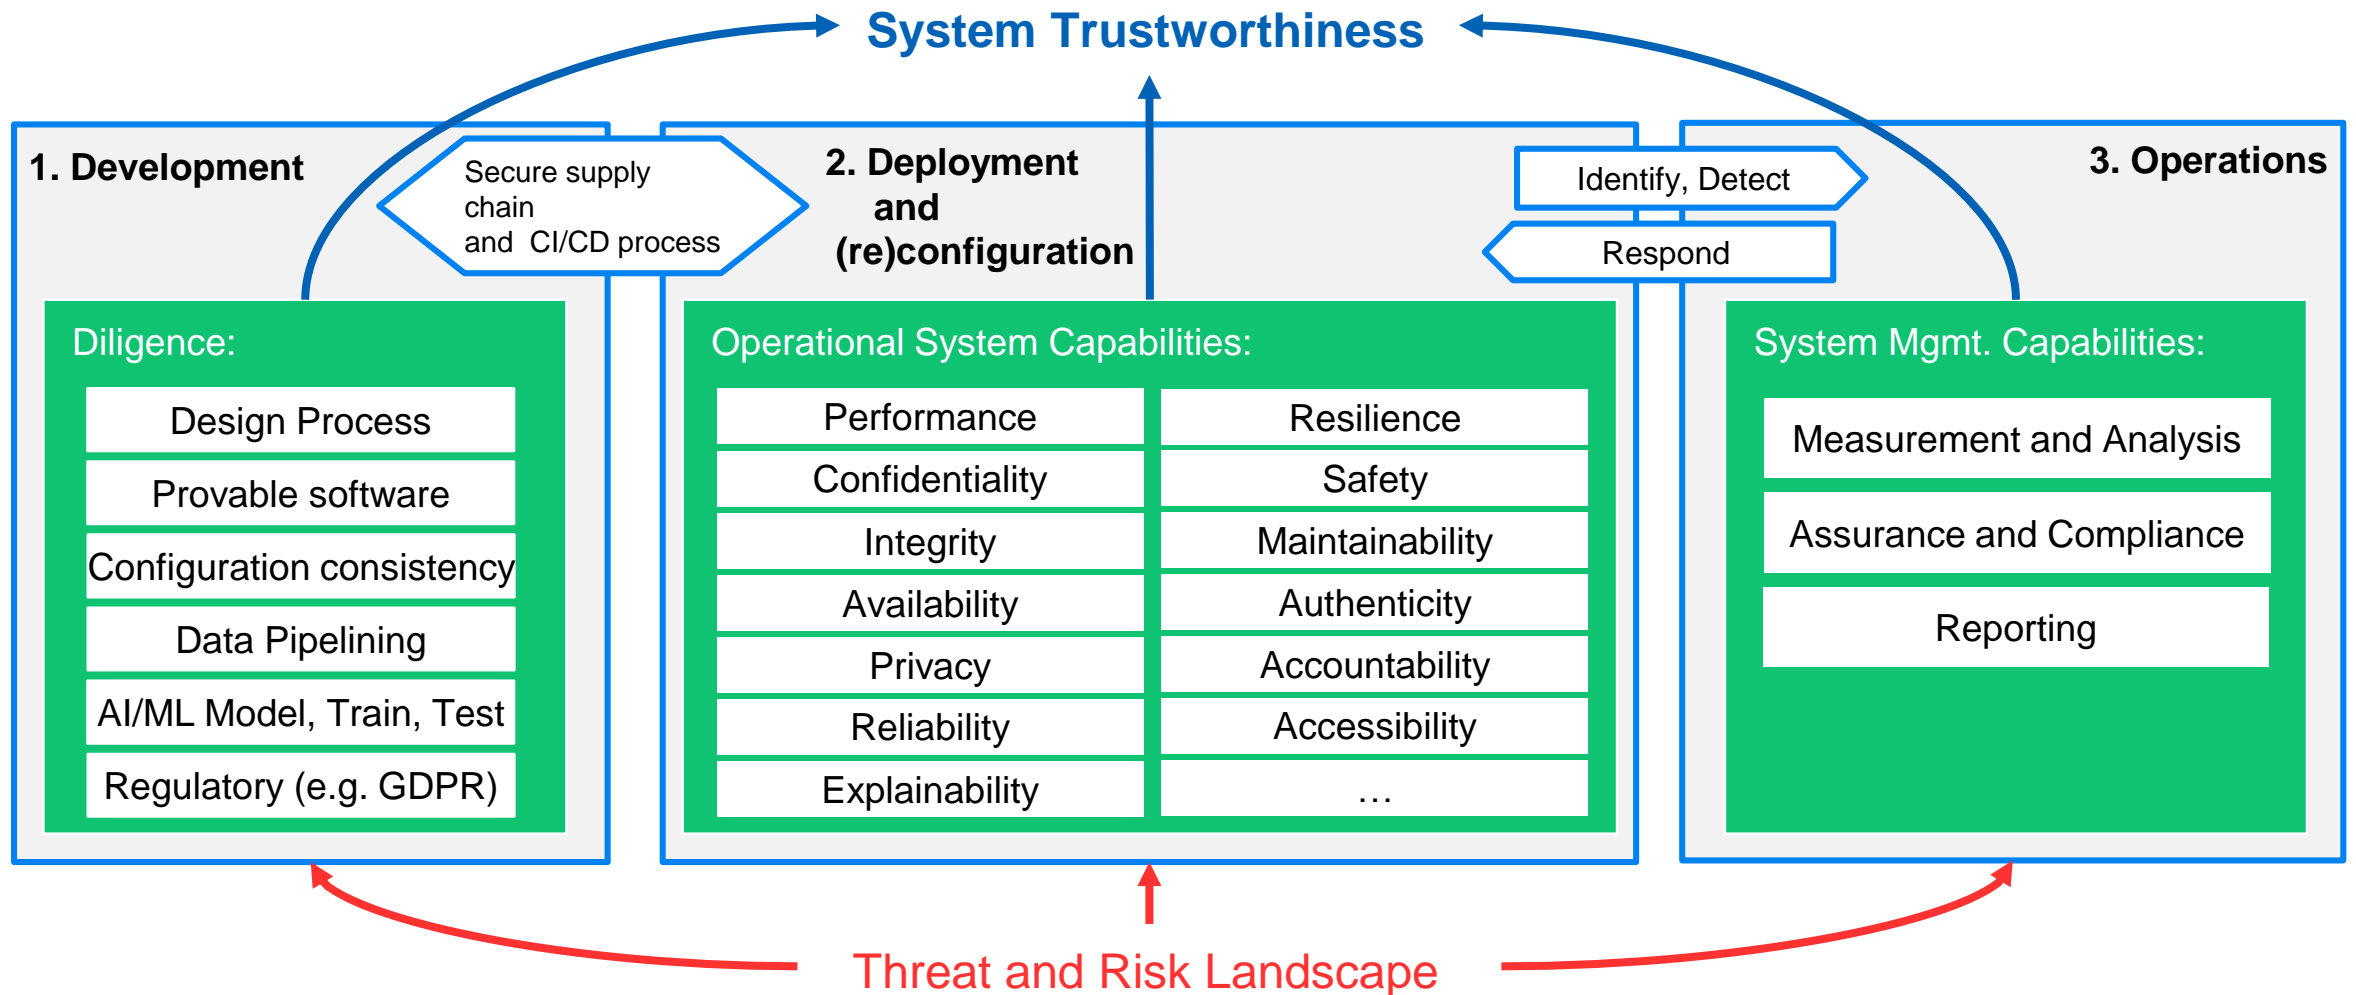 System Trustworthiness
1. Development
Secure supply
chain
and CI/CD process
2. Deployment
and
(re)configuration
Identify, Detect
Respond
3. Operations
Diligence:
Design Process
Provable software
Configuration consistency
Data Pipelining
AI/ML Model, Train, Test
Regulatory (e.g. GDPR)
Operational System Capabilities:
Performance
Confidentiality
Integrity
Availability
Privacy
Reliability
Explainability
Resilience
Safety
Maintainability
Authenticity
Accountability
Accessibility
…
System Mgmt. Capabilities:
Measurement and Analysis
Assurance and Compliance
Reporting
Threat and Risk Landscape